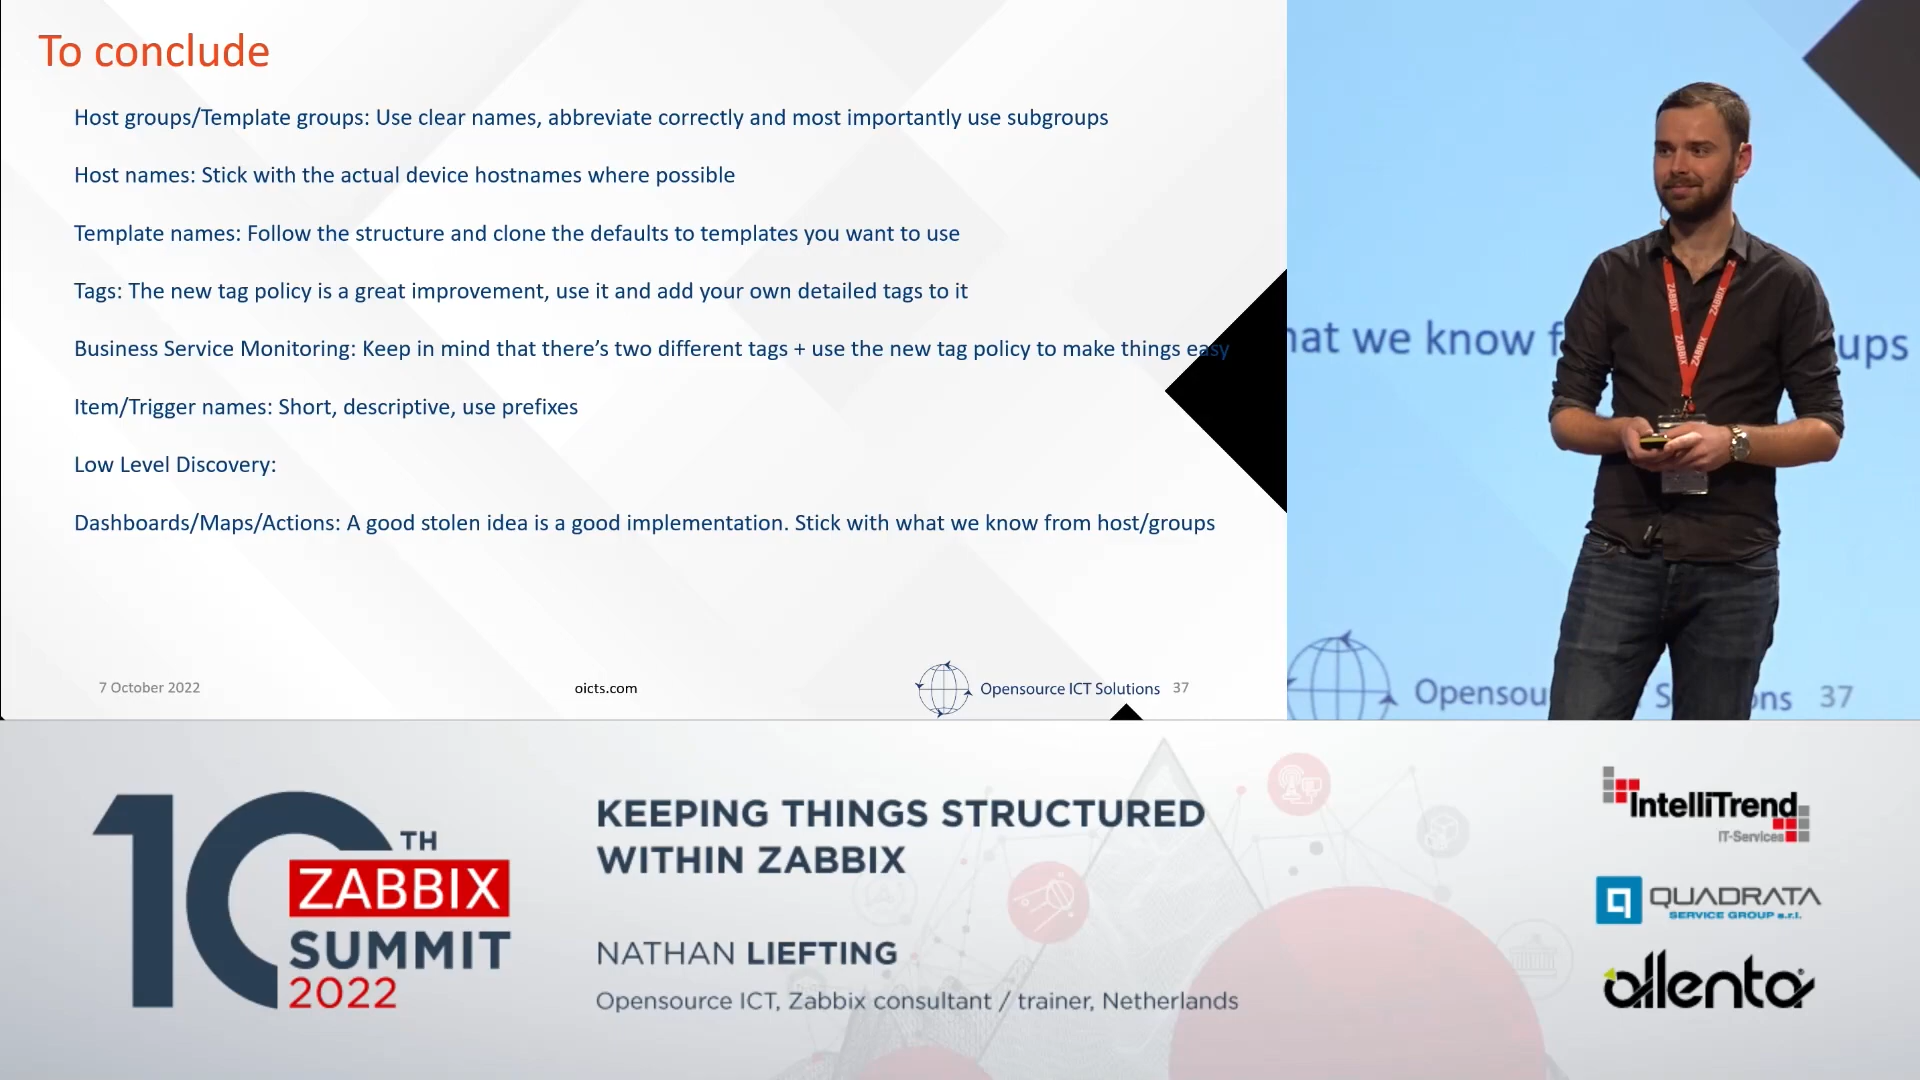 To conclude
Host groups/Template groups: Use clear names, abbreviate correctly and most importantly use subgroups
Host names: Stick with the actual device hostnames where possible
Template names: Follow the structure and clone the defaults to templates you want to use
Tags: The new tag policy is a great improvement, use it and add your own detailed tags to it
Business Service Monitoring: Keep in mind that there's two different tags + use the new tag policy to make things easy
Item/Trigger names: Short, descriptive, use prefixes
Low Level Discovery:
Dashboards/Maps/Actions: A good stolen idea is a good implementation. Stick with what we know from host/groups
7 October 2022
oicts.com
Opensource ICT Solutions
37
hat we know f ups
Opensou S ns 37
ZABBIX ZABBIX
ZABBIX ZABBIX
10TH
ZABBIX
SUMMIT
2022
KEEPING THINGS STRUCTURED
WITHIN ZABBIX
NATHAN LIEFTING
Opensource ICT, Zabbix consultant / trainer, Netherlands
IntelliTrend
IT-Services
QUADRATA
SERVICE GROUP s.r.l.
allenta